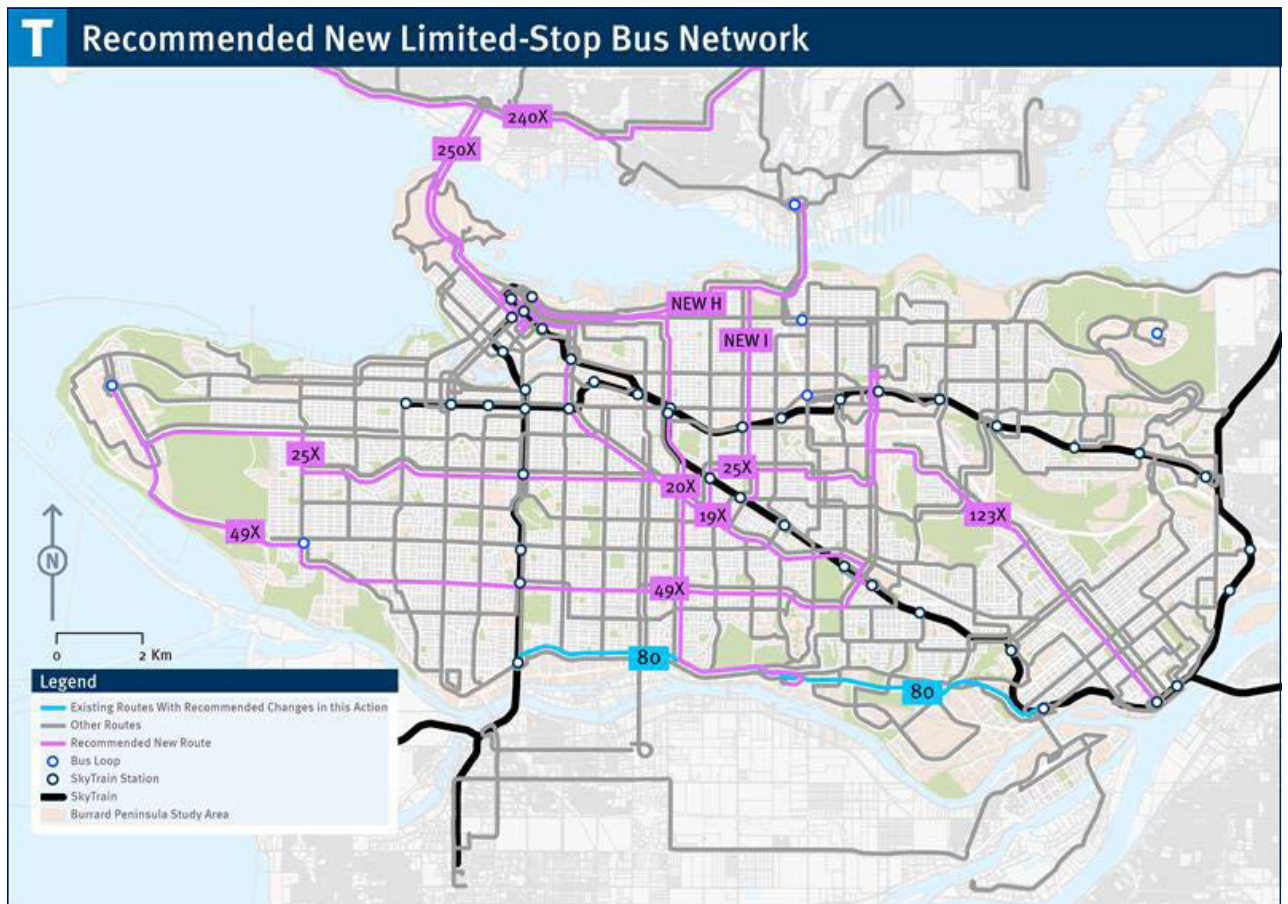 T Recommended New Limited-Stop Bus Network
240X
250X
NEW H
NEW I
25X
25X
20X
19X
49X
123X
49X
N
0 2 Km
80
80
Legend
Existing Routes With Recommended Changes in this Action
Other Routes
Recommended New Route
Bus Loop
SkyTrain Station
SkyTrain
Burrard Peninsula Study Area